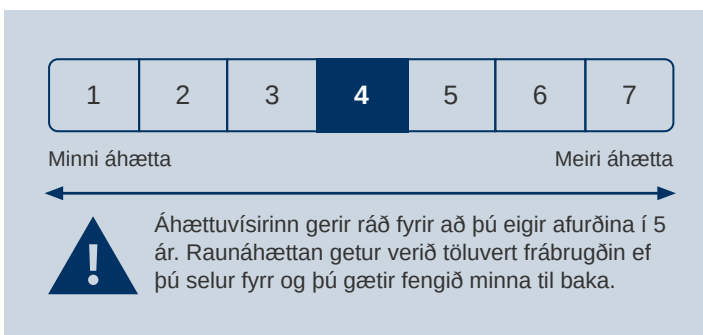 1 2 3 4 5 6 7
Minni áhætta Meiri áhætta
Áhættuvísirinn gerir ráð fyrir að þú eigir afurðina í 5
ár. Raunáhættan getur verið töluvert frábrugðin ef
þú selur fyrr og þú gætir fengið minna til baka.